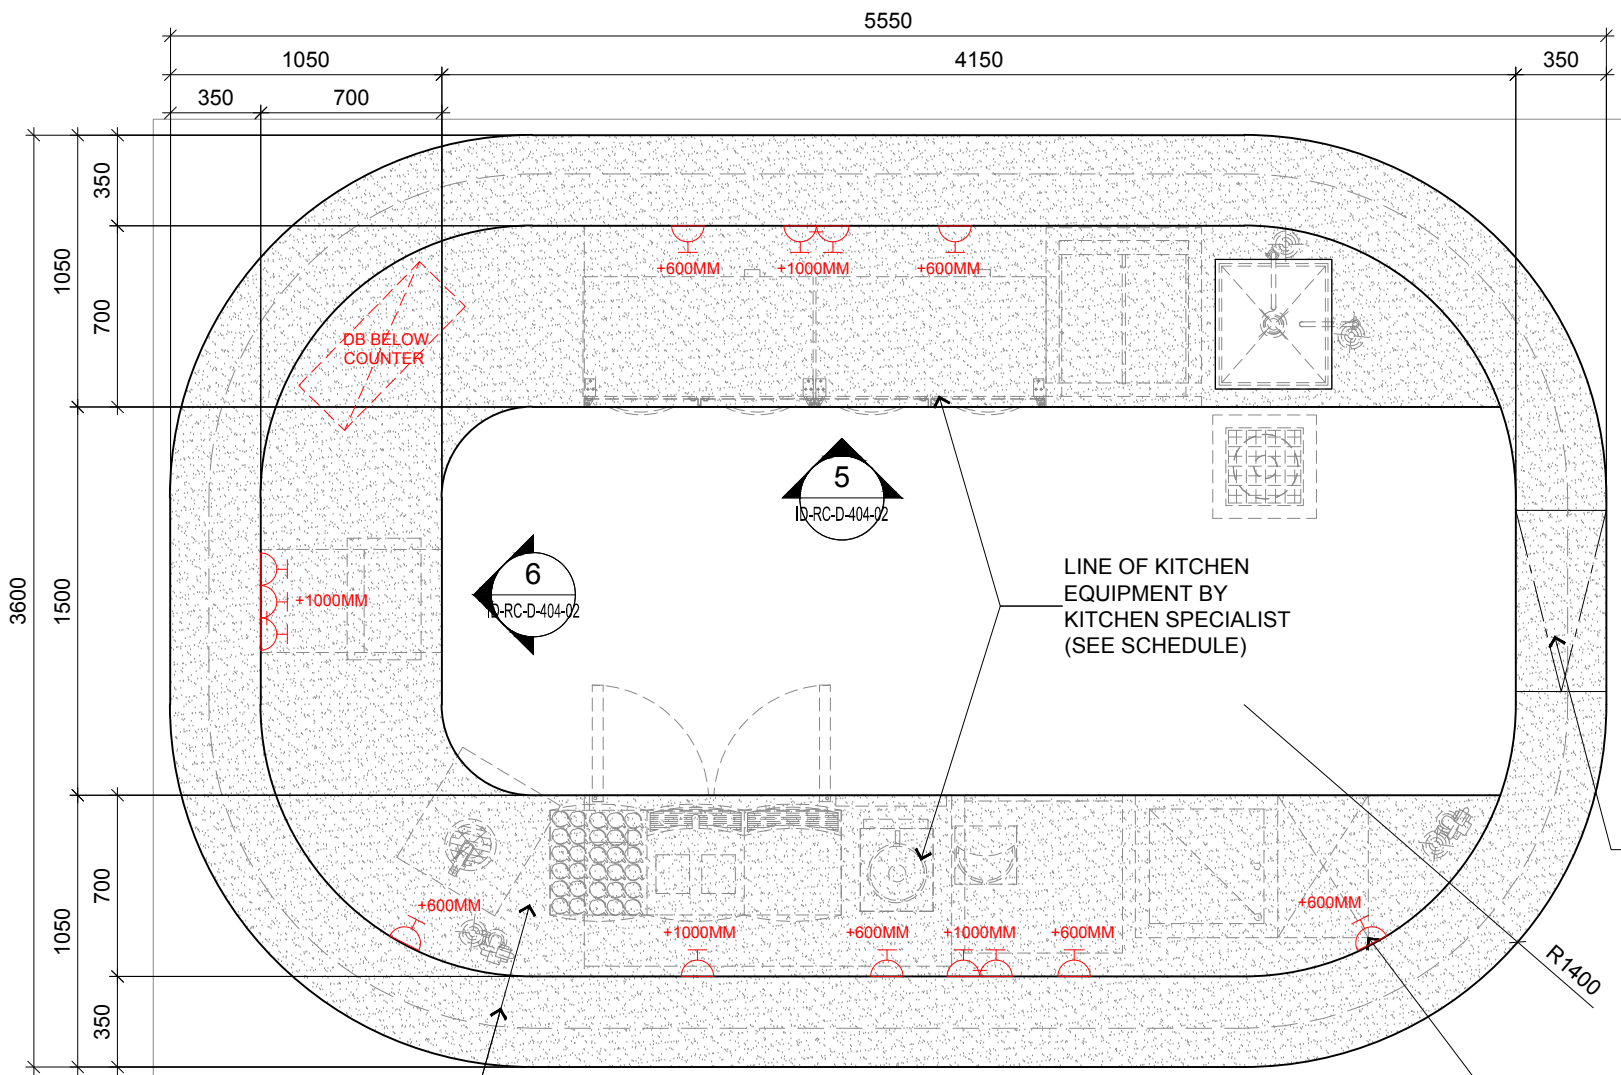 5550
1050
4150
350
350
700
350
1050
700
3600
1500
700
1050
350
+600MM
+1000MM
+600MM
DB BELOW
COUNTER
5
ID-RC-D-404-02
6
ID-RC-D-404-02
+1000MM
LINE OF KITCHEN
EQUIPMENT BY
KITCHEN SPECIALIST
(SEE SCHEDULE)
+600MM
+1000MM
+600MM
+1000MM
+600MM
+600MM
R1400